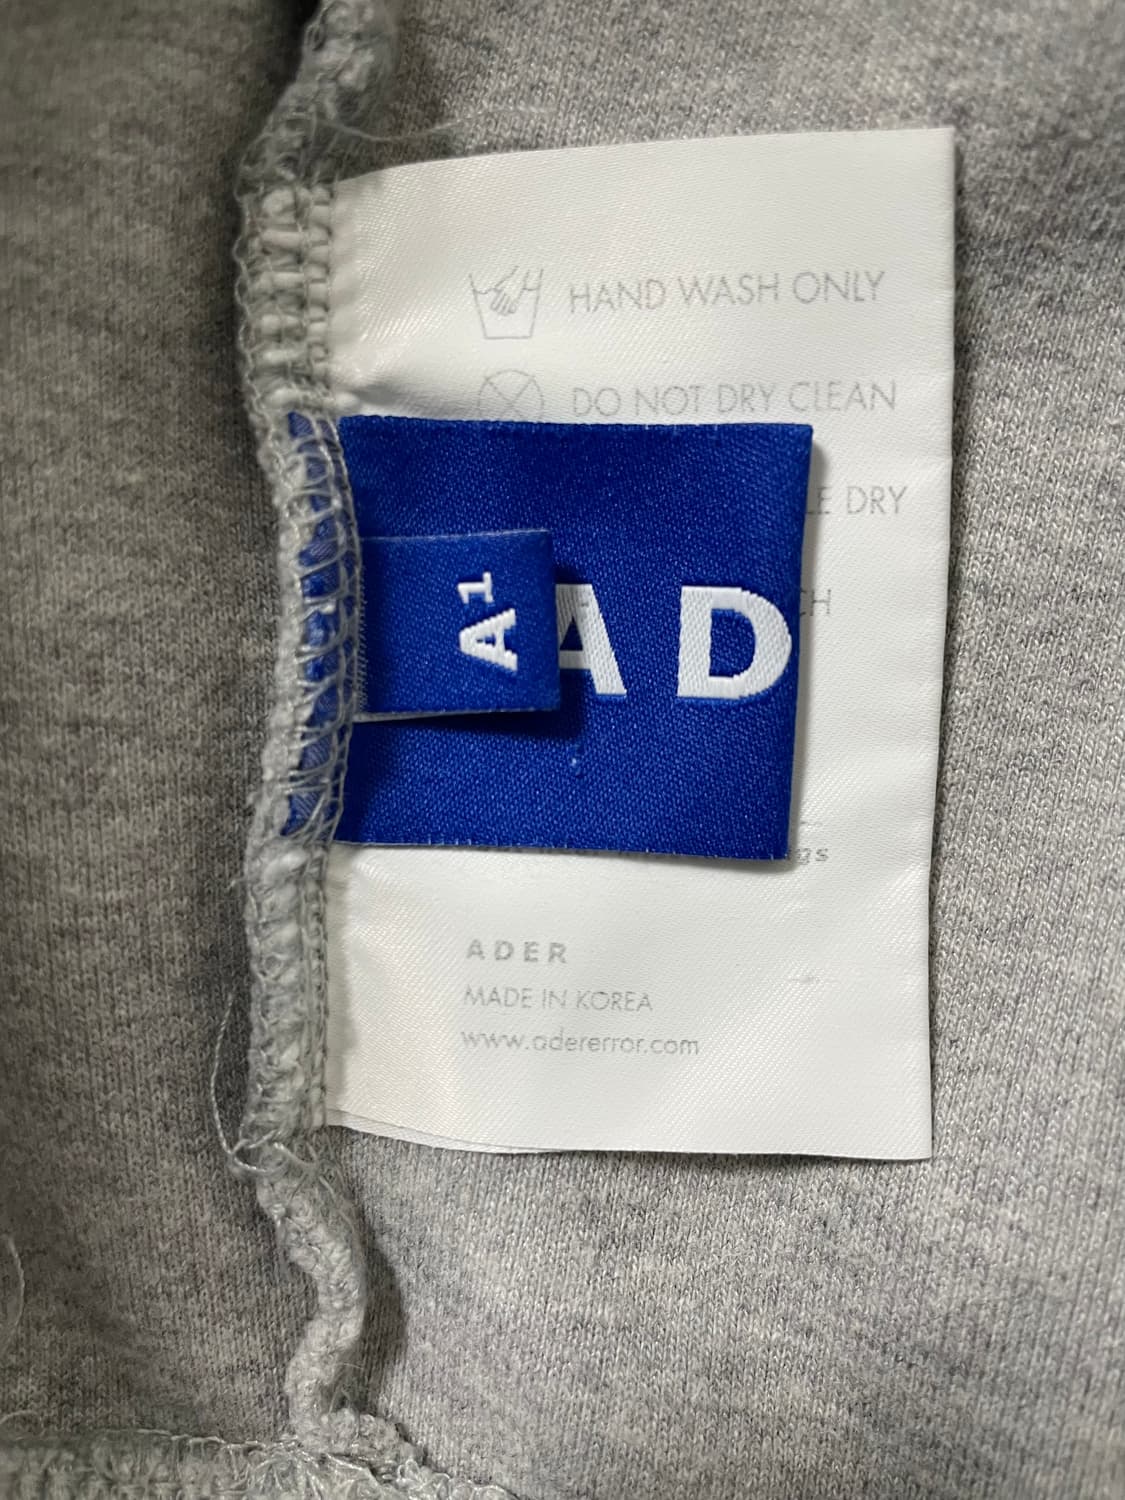 HAND WASH ONLY
DO NOT DRY CLEAN
DRY
A¹
AD
ADER
MADE IN KOREA
www.adererror.com